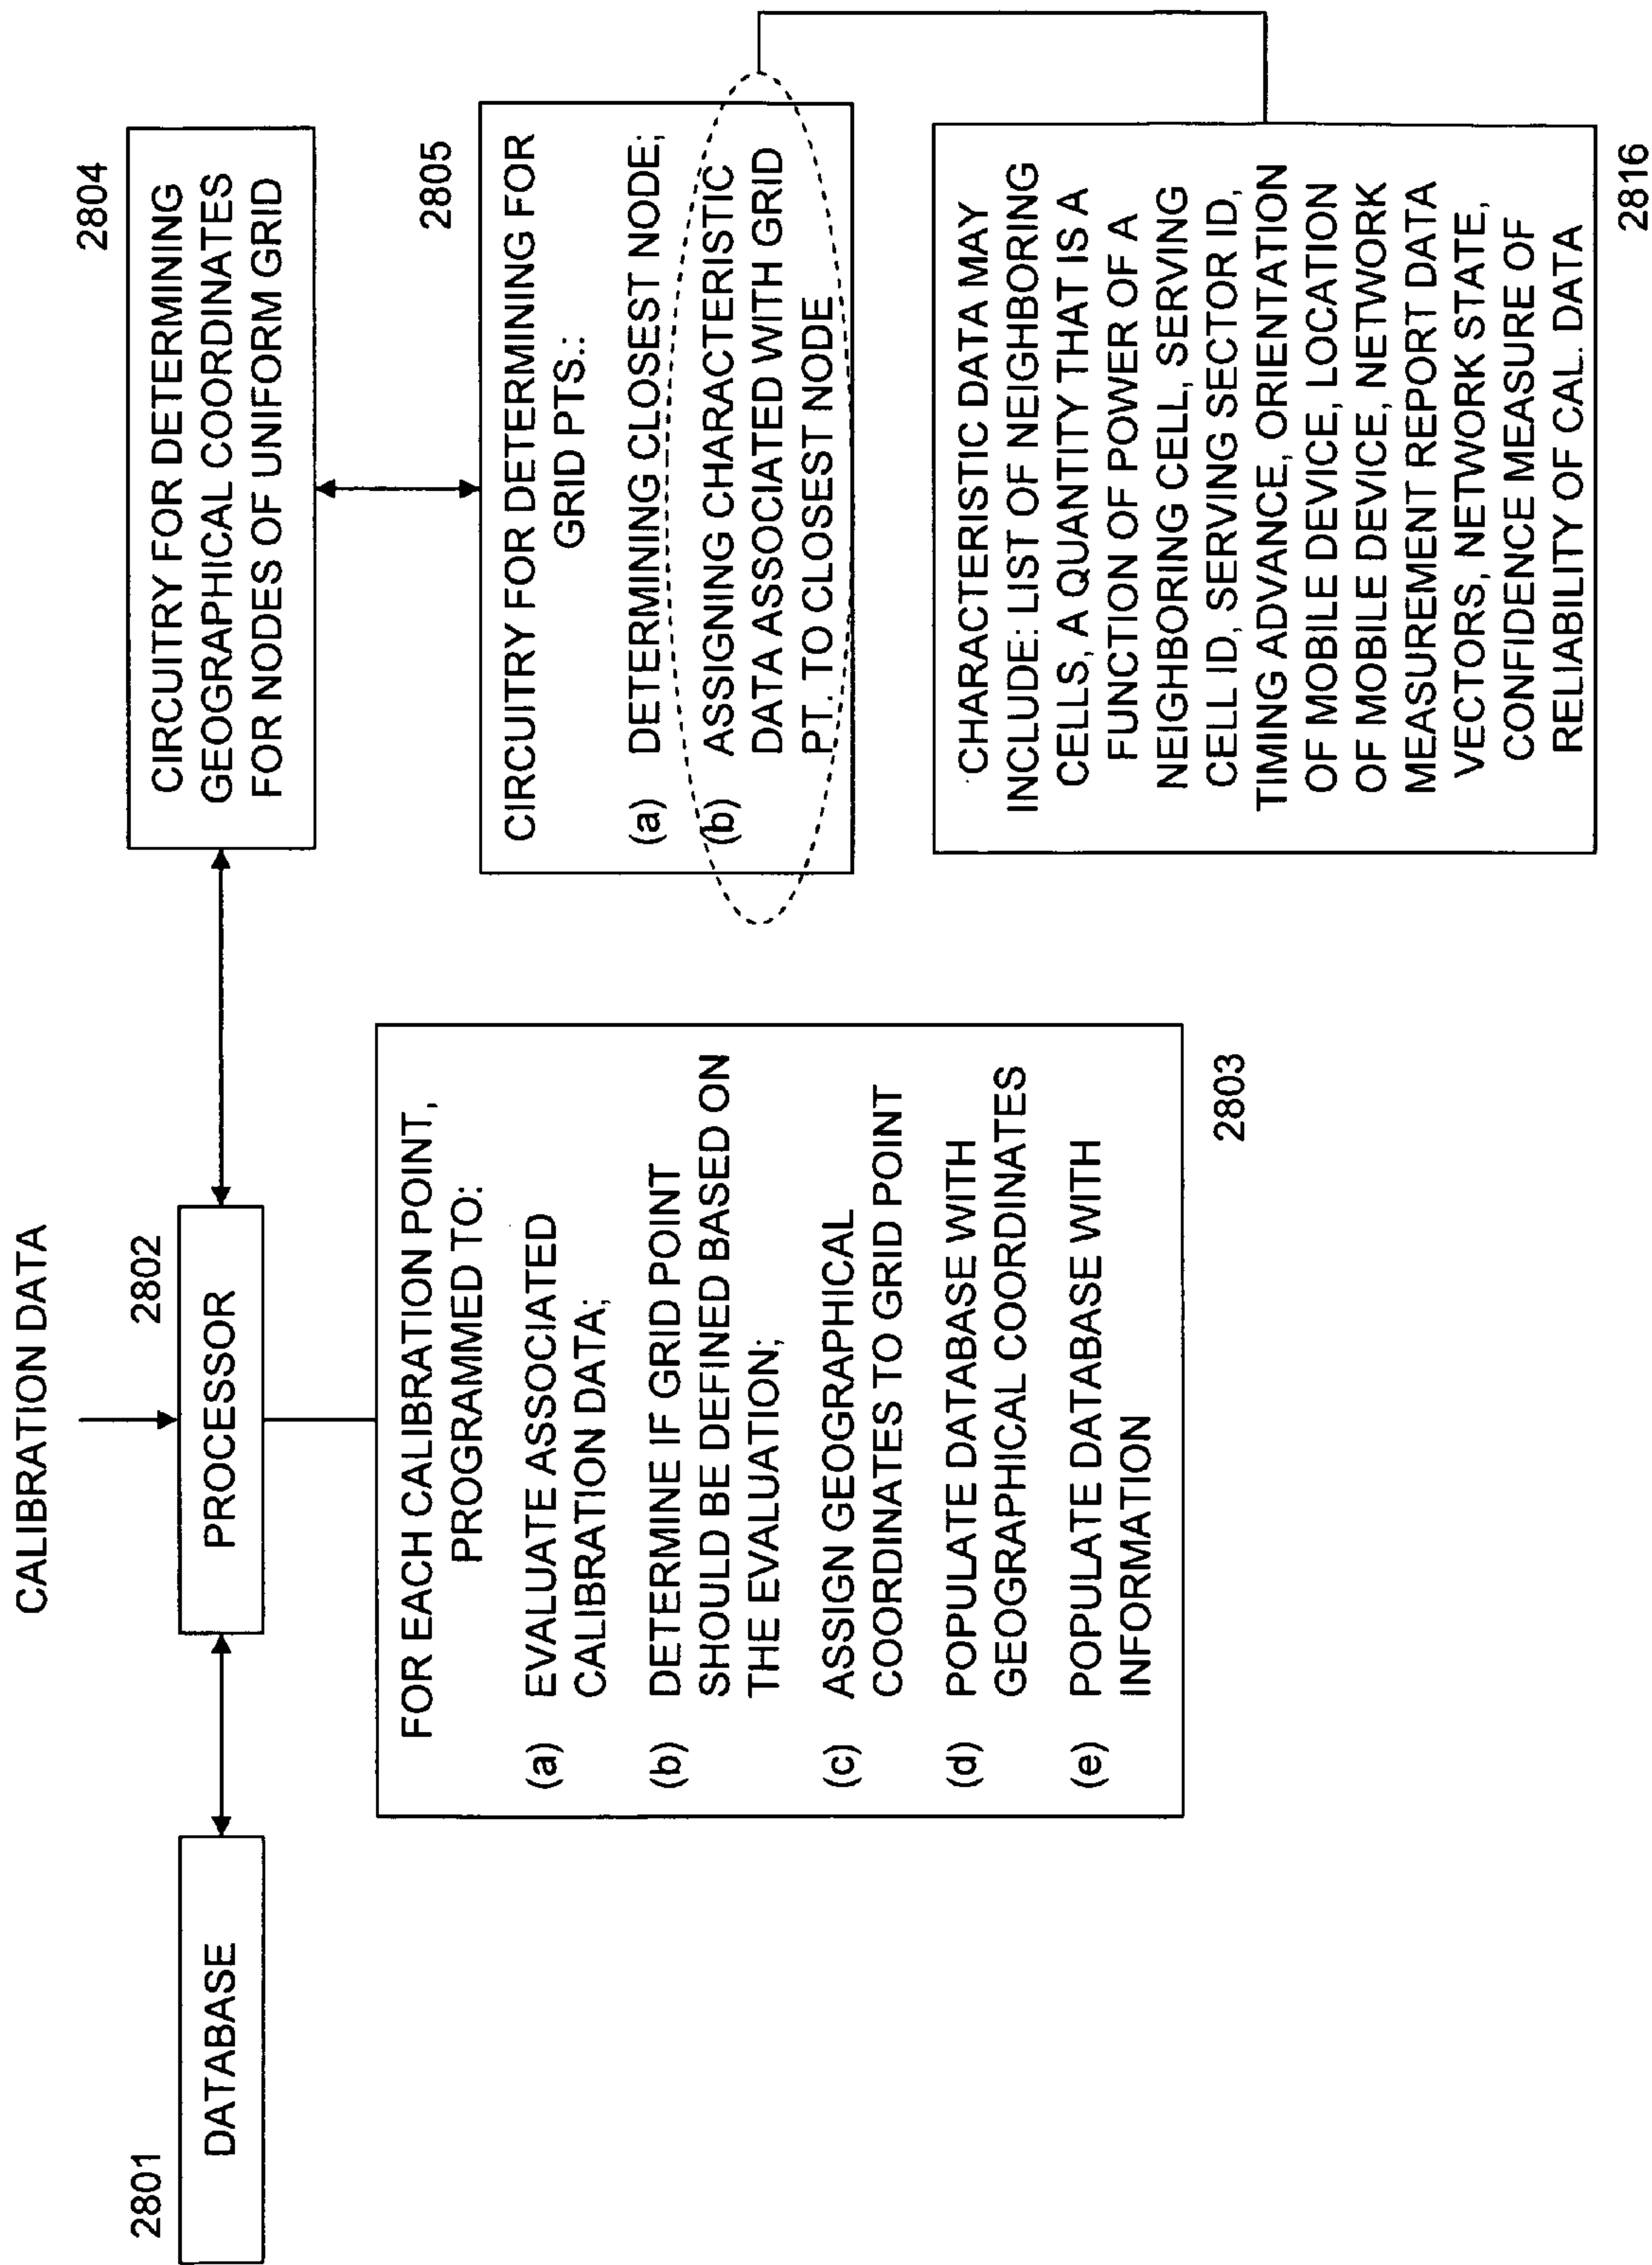 CALIBRATION DATA
2801
DATABASE
2802
PROCESSOR
FOR EACH CALIBRATION POINT,
PROGRAMMED TO:
(a) EVALUATE ASSOCIATED
CALIBRATION DATA;
(b) DETERMINE IF GRID POINT
SHOULD BE DEFINED BASED ON
THE EVALUATION;
(c) ASSIGN GEOGRAPHICAL
COORDINATES TO GRID POINT
(d) POPULATE DATABASE WITH
GEOGRAPHICAL COORDINATES
(e) POPULATE DATABASE WITH
INFORMATION
2803
2804
CIRCUITRY FOR DETERMINING
GEOGRAPHICAL COORDINATES
FOR NODES OF UNIFORM GRID
2805
CIRCUITRY FOR DETERMINING FOR
GRID PTS.:
(a) DETERMINING CLOSEST NODE;
(b) ASSIGNING CHARACTERISTIC
DATA ASSOCIATED WITH GRID
PT. TO CLOSEST NODE
CHARACTERISTIC DATA MAY
INCLUDE: LIST OF NEIGHBORING
CELLS, A QUANTITY THAT IS A
FUNCTION OF POWER OF A
NEIGHBORING CELL, SERVING
CELL ID, SERVING SECTOR ID,
TIMING ADVANCE, ORIENTATION
OF MOBILE DEVICE, LOCATION
OF MOBILE DEVICE, NETWORK
MEASUREMENT REPORT DATA
VECTORS, NETWORK STATE,
CONFIDENCE MEASURE OF
RELIABILITY OF CAL. DATA
2816